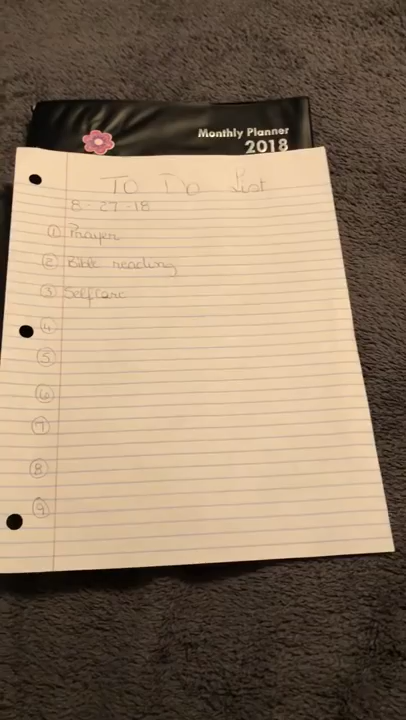 Monthly Planner
2018
To Do List
8-27-18
1 Prayer
2 Bible reading
3 Selfcare
4
5
6
7
8
9